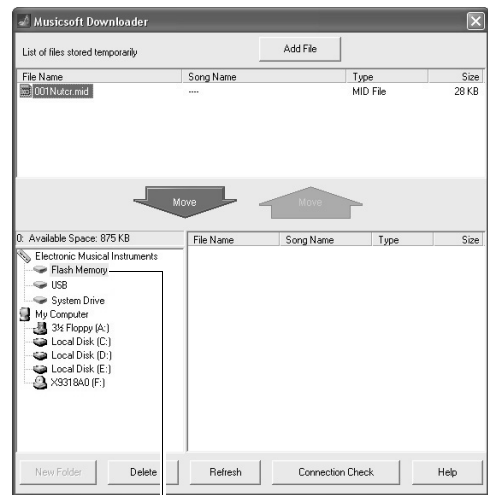 Musicsoft Downloader
List of files stored temporarily
Add File
File Name Song Name Type Size
001Nutcr.mid ---- MID File 28 KB
Move Move
0: Available Space: 875 KB
File Name Song Name Type Size
Electronic Musical Instruments
Flash Memory
USB
System Drive
My Computer
3½ Floppy (A:)
Local Disk (C:)
Local Disk (D:)
Local Disk (E:)
X9318A0 (F:)
New Folder Delete Refresh Connection Check Help